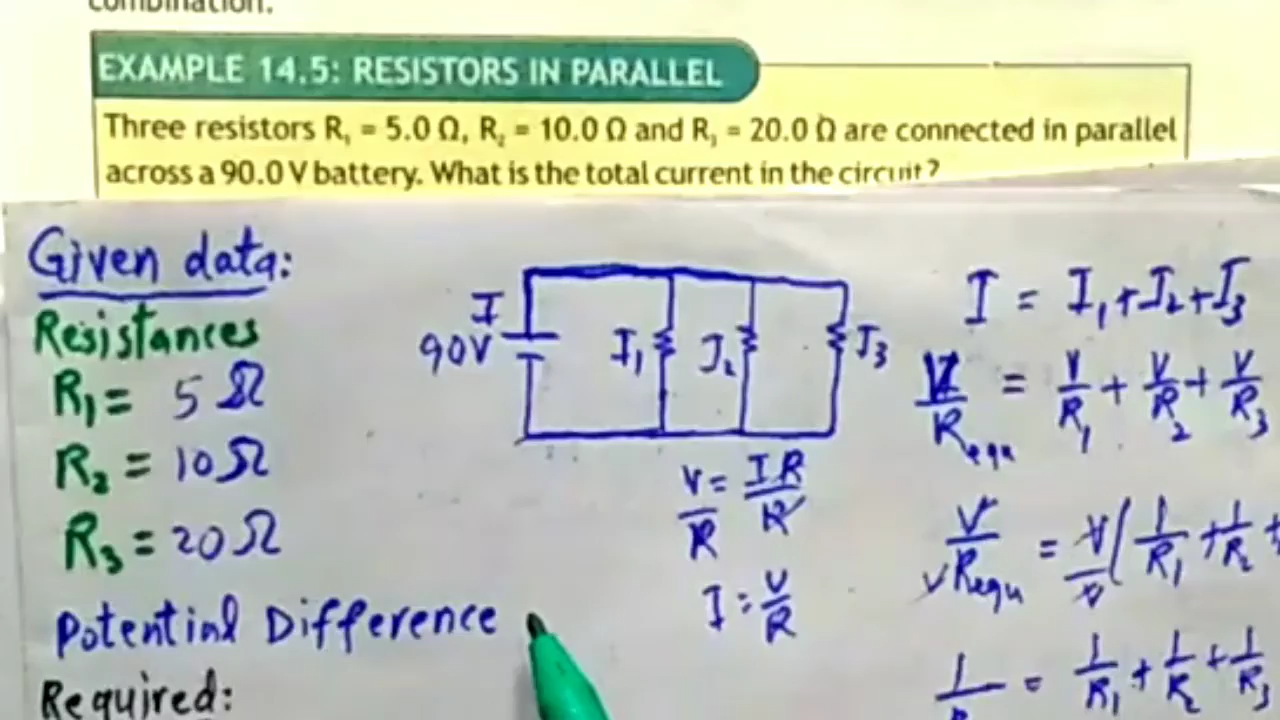 combination.
EXAMPLE 14.5: RESISTORS IN PARALLEL
Three resistors R₁ = 5.0 Ω, R₂ = 10.0 Ω and R₃ = 20.0 Ω are connected in parallel
across a 90.0 V battery. What is the total current in the circuit?
Given data:
Resistances
R₁ = 5 Ω
R₂ = 10 Ω
R₃ = 20 Ω
Potential Difference
Required:
I
90V
I₁
I₂
I₃
V/R = IR/R
I = V/R
I = I₁ + I₂ + I₃
V/Requ = V/R₁ + V/R₂ + V/R₃
V/V Requ = V/V (1/R₁ + 1/R₂ +
1/ = 1/R₁ + 1/R₂ + 1/R₃